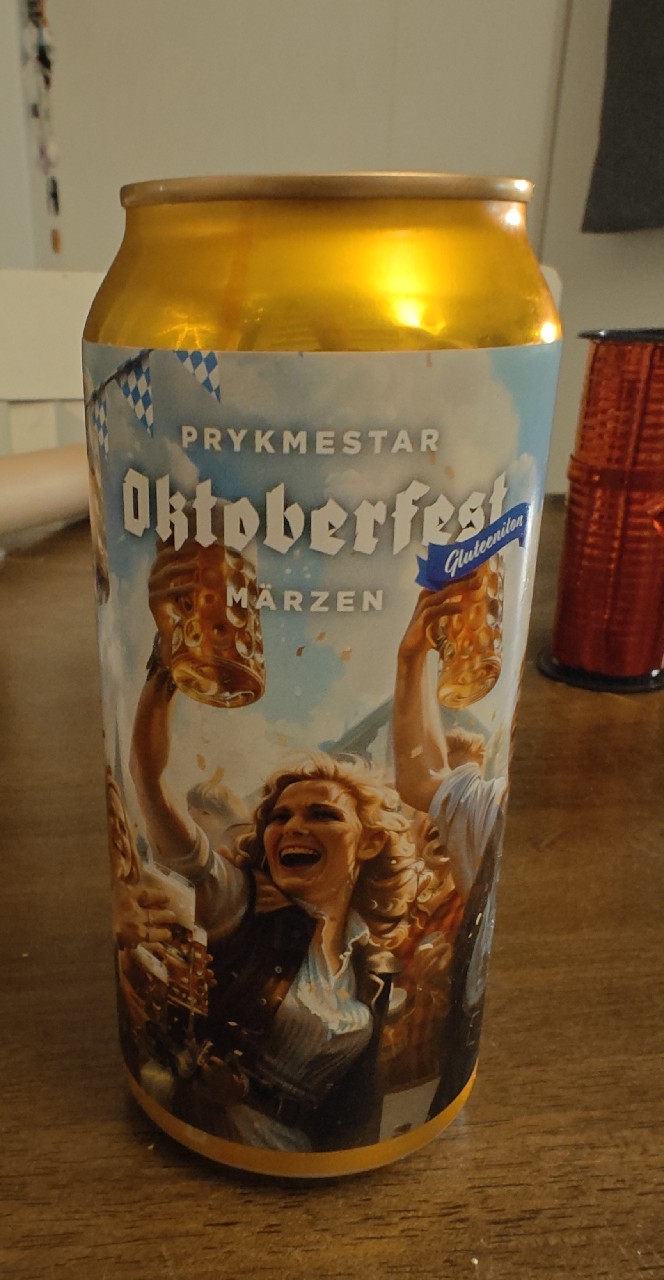 PRYKMESTAR
Oktoberfest
Gluteeniton
MÄRZEN